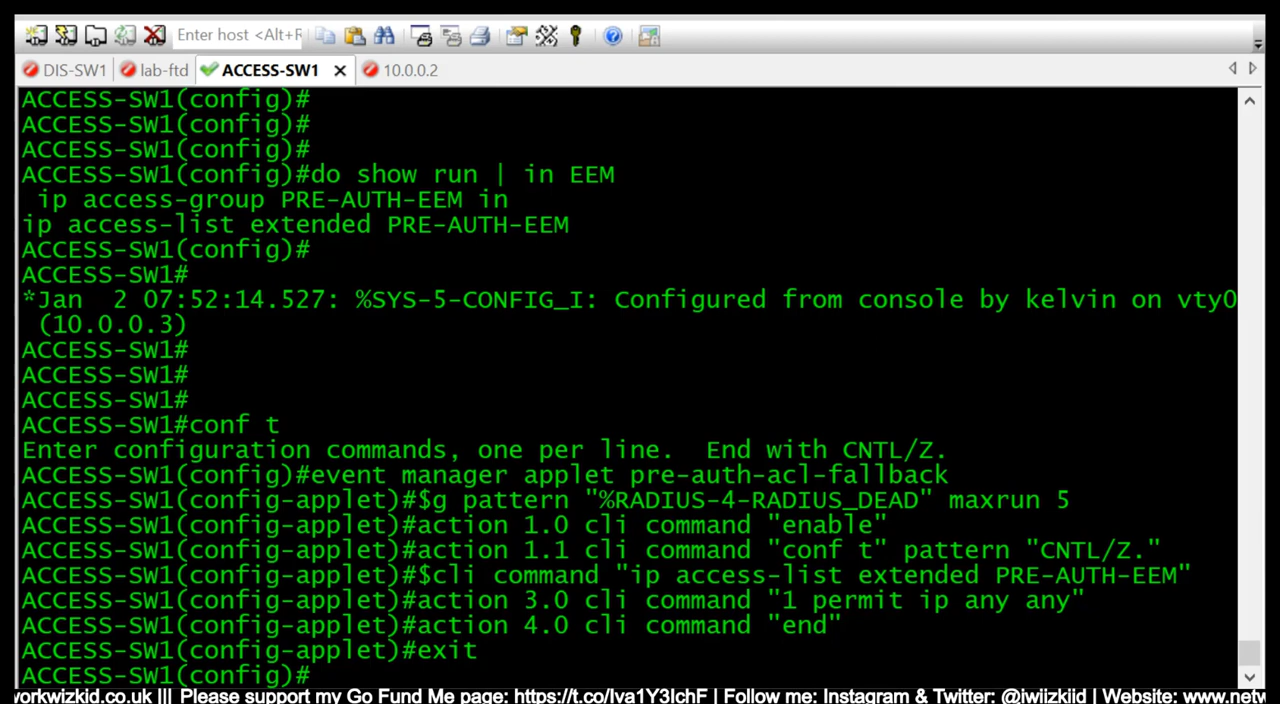 Enter host <Alt+R
DIS-SW1 lab-ftd ACCESS-SW1 10.0.0.2
ACCESS-SW1(config)#
ACCESS-SW1(config)#
ACCESS-SW1(config)#
ACCESS-SW1(config)#do show run | in EEM
 ip access-group PRE-AUTH-EEM in
ip access-list extended PRE-AUTH-EEM
ACCESS-SW1(config)#
ACCESS-SW1#
*Jan  2 07:52:14.527: %SYS-5-CONFIG_I: Configured from console by kelvin on vty0
 (10.0.0.3)
ACCESS-SW1#
ACCESS-SW1#
ACCESS-SW1#
ACCESS-SW1#conf t
Enter configuration commands, one per line.  End with CNTL/Z.
ACCESS-SW1(config)#event manager applet pre-auth-acl-fallback
ACCESS-SW1(config-applet)#$g pattern "%RADIUS-4-RADIUS_DEAD" maxrun 5
ACCESS-SW1(config-applet)#action 1.0 cli command "enable"
ACCESS-SW1(config-applet)#action 1.1 cli command "conf t" pattern "CNTL/Z."
ACCESS-SW1(config-applet)#$cli command "ip access-list extended PRE-AUTH-EEM"
ACCESS-SW1(config-applet)#action 3.0 cli command "1 permit ip any any"
ACCESS-SW1(config-applet)#action 4.0 cli command "end"
ACCESS-SW1(config-applet)#exit
ACCESS-SW1(config)#
workwizkid.co.uk ||| Please support my Go Fund Me page: https://t.co/Iva1Y3IchF | Follow me: Instagram & Twitter: @iwiizkiid | Website: www.netw